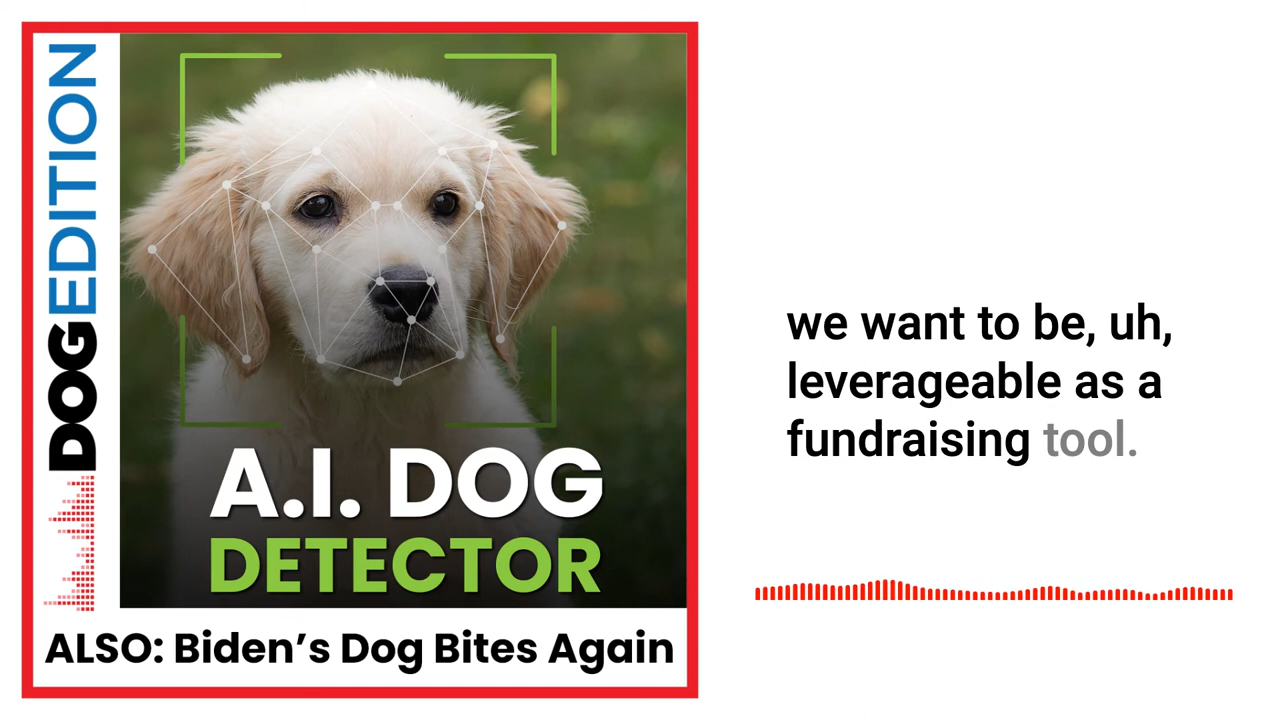 DOGEDITION
A.I. DOG
DETECTOR
ALSO: Biden’s Dog Bites Again
we want to be, uh,
leverageable as a
fundraising tool.